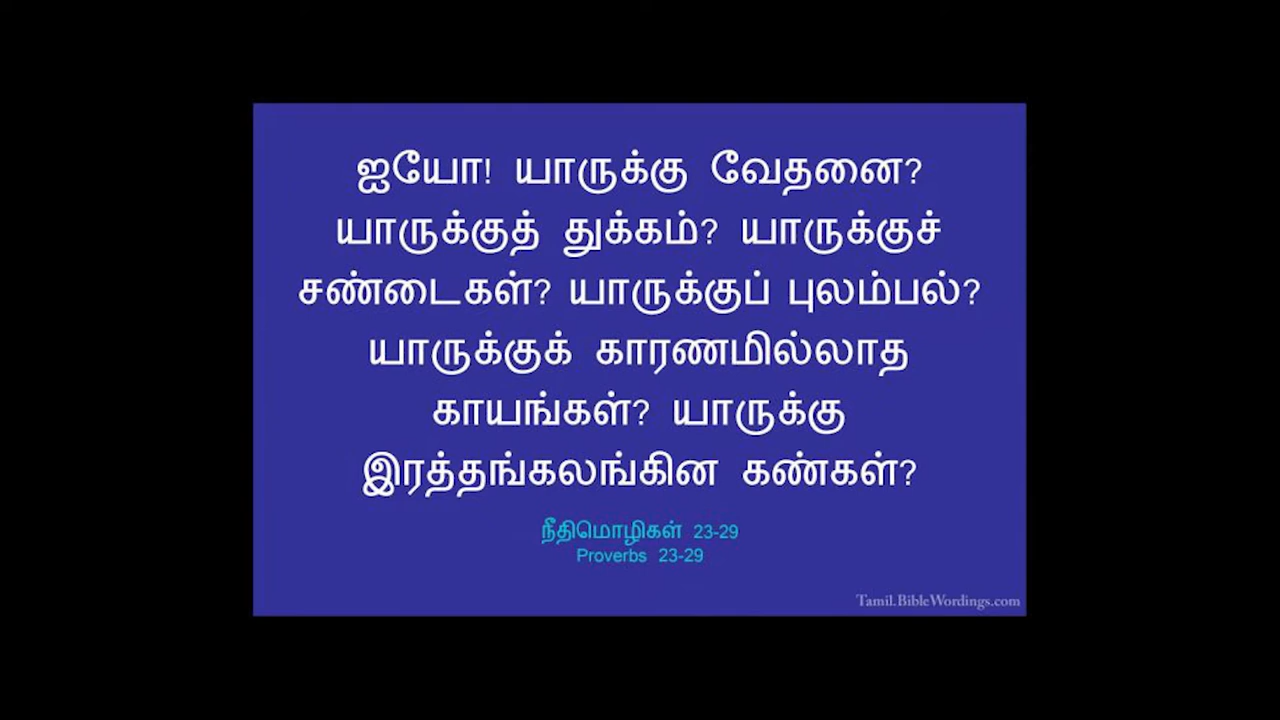 ஐயோ! யாருக்கு வேதனை?
யாருக்குத் துக்கம்? யாருக்குச்
சண்டைகள்? யாருக்குப் புலம்பல்?
யாருக்குக் காரணமில்லாத
காயங்கள்? யாருக்கு
இரத்தங்கலங்கின கண்கள்?
நீதிமொழிகள் 23-29
Proverbs 23-29
Tamil.BibleWordings.com